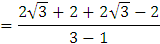 = (2√3 + 2 + 2√3 − 2) / (3 − 1)